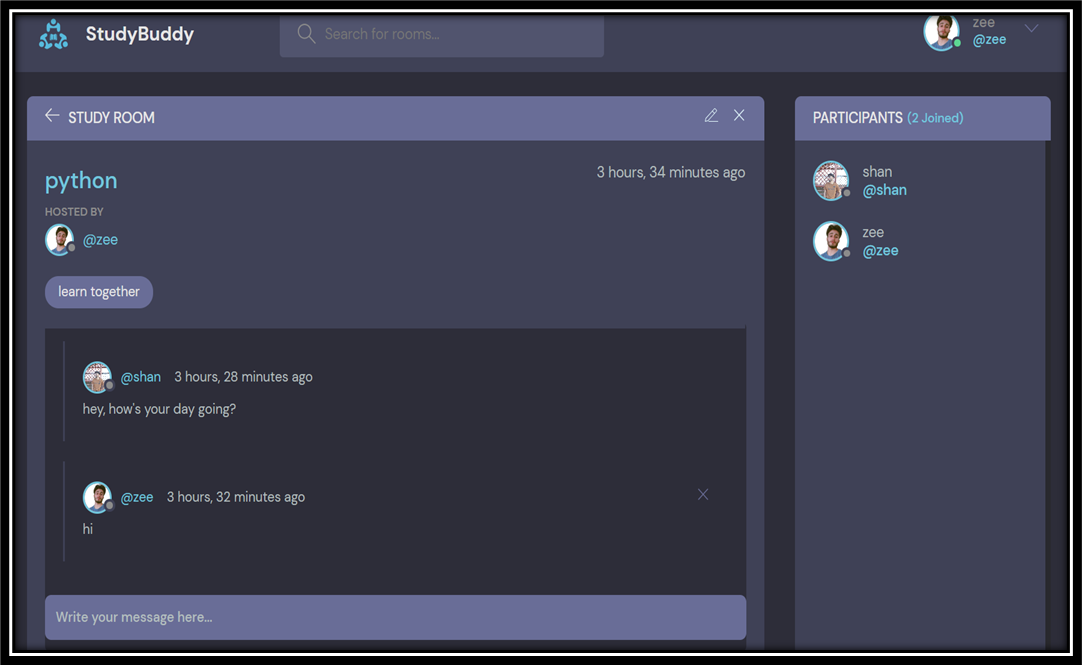 StudyBuddy
Search for rooms...
zee
@zee
STUDY ROOM
python
3 hours, 34 minutes ago
HOSTED BY
@zee
learn together
@shan 3 hours, 28 minutes ago
hey, how's your day going?
@zee 3 hours, 32 minutes ago
hi
Write your message here...
PARTICIPANTS (2 Joined)
shan
@shan
zee
@zee